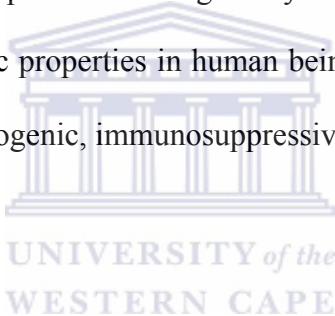 c properties in human bein
ogenic, immunosuppressiv
UNIVERSITY of the
WESTERN CAPE